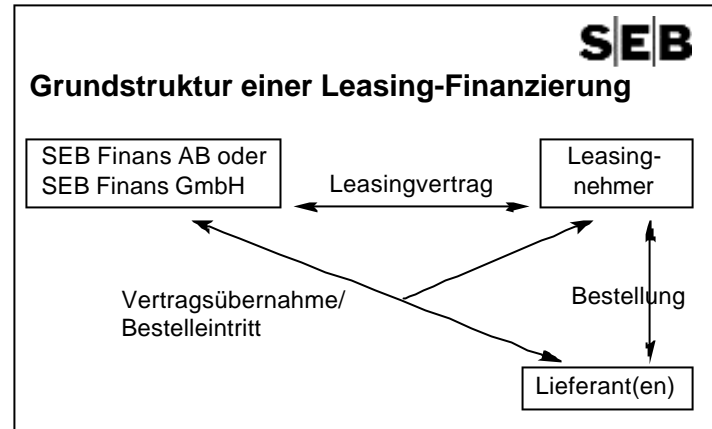 SEB
Grundstruktur einer Leasing-Finanzierung
SEB Finans AB oder
SEB Finans GmbH
Leasingvertrag
Leasing-
nehmer
Vertragsübernahme/
Bestelleintritt
Bestellung
Lieferant(en)